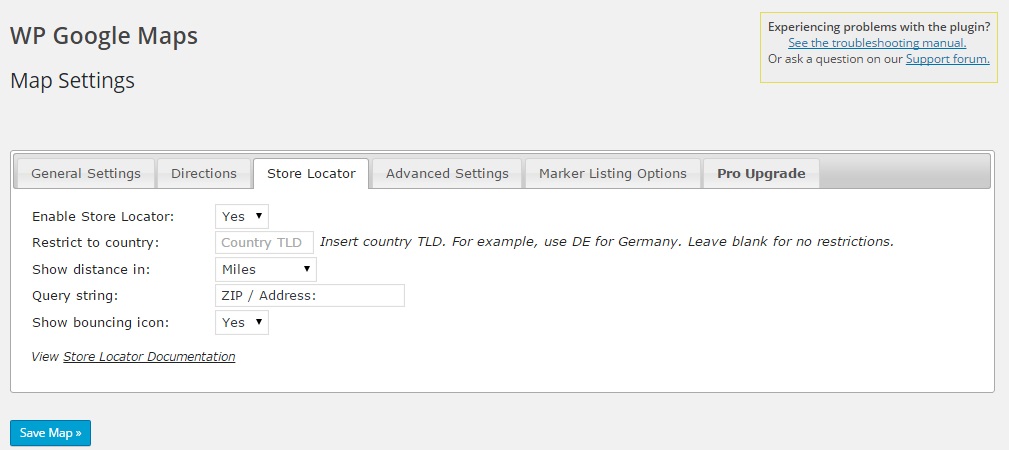 WP Google Maps
Experiencing problems with the plugin?
See the troubleshooting manual.
Or ask a question on our Support forum.
Map Settings
General Settings Directions Store Locator Advanced Settings Marker Listing Options Pro Upgrade
Enable Store Locator: Yes
Restrict to country: Country TLD Insert country TLD. For example, use DE for Germany. Leave blank for no restrictions.
Show distance in: Miles
Query string: ZIP / Address:
Show bouncing icon: Yes
View Store Locator Documentation
Save Map »